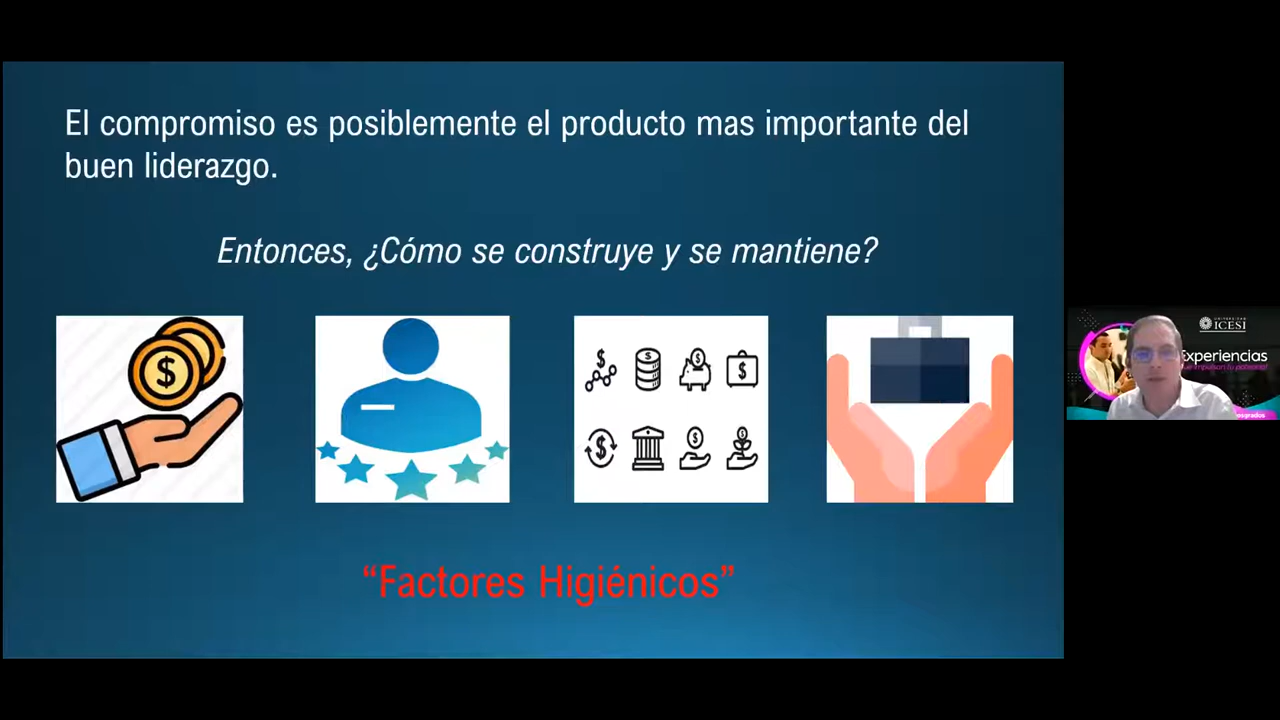 El compromiso es posiblemente el producto mas importante del
buen liderazgo.
Entonces, ¿Cómo se construye y se mantiene?
“Factores Higiénicos”
UNIVERSIDAD
ICESI
Experiencias